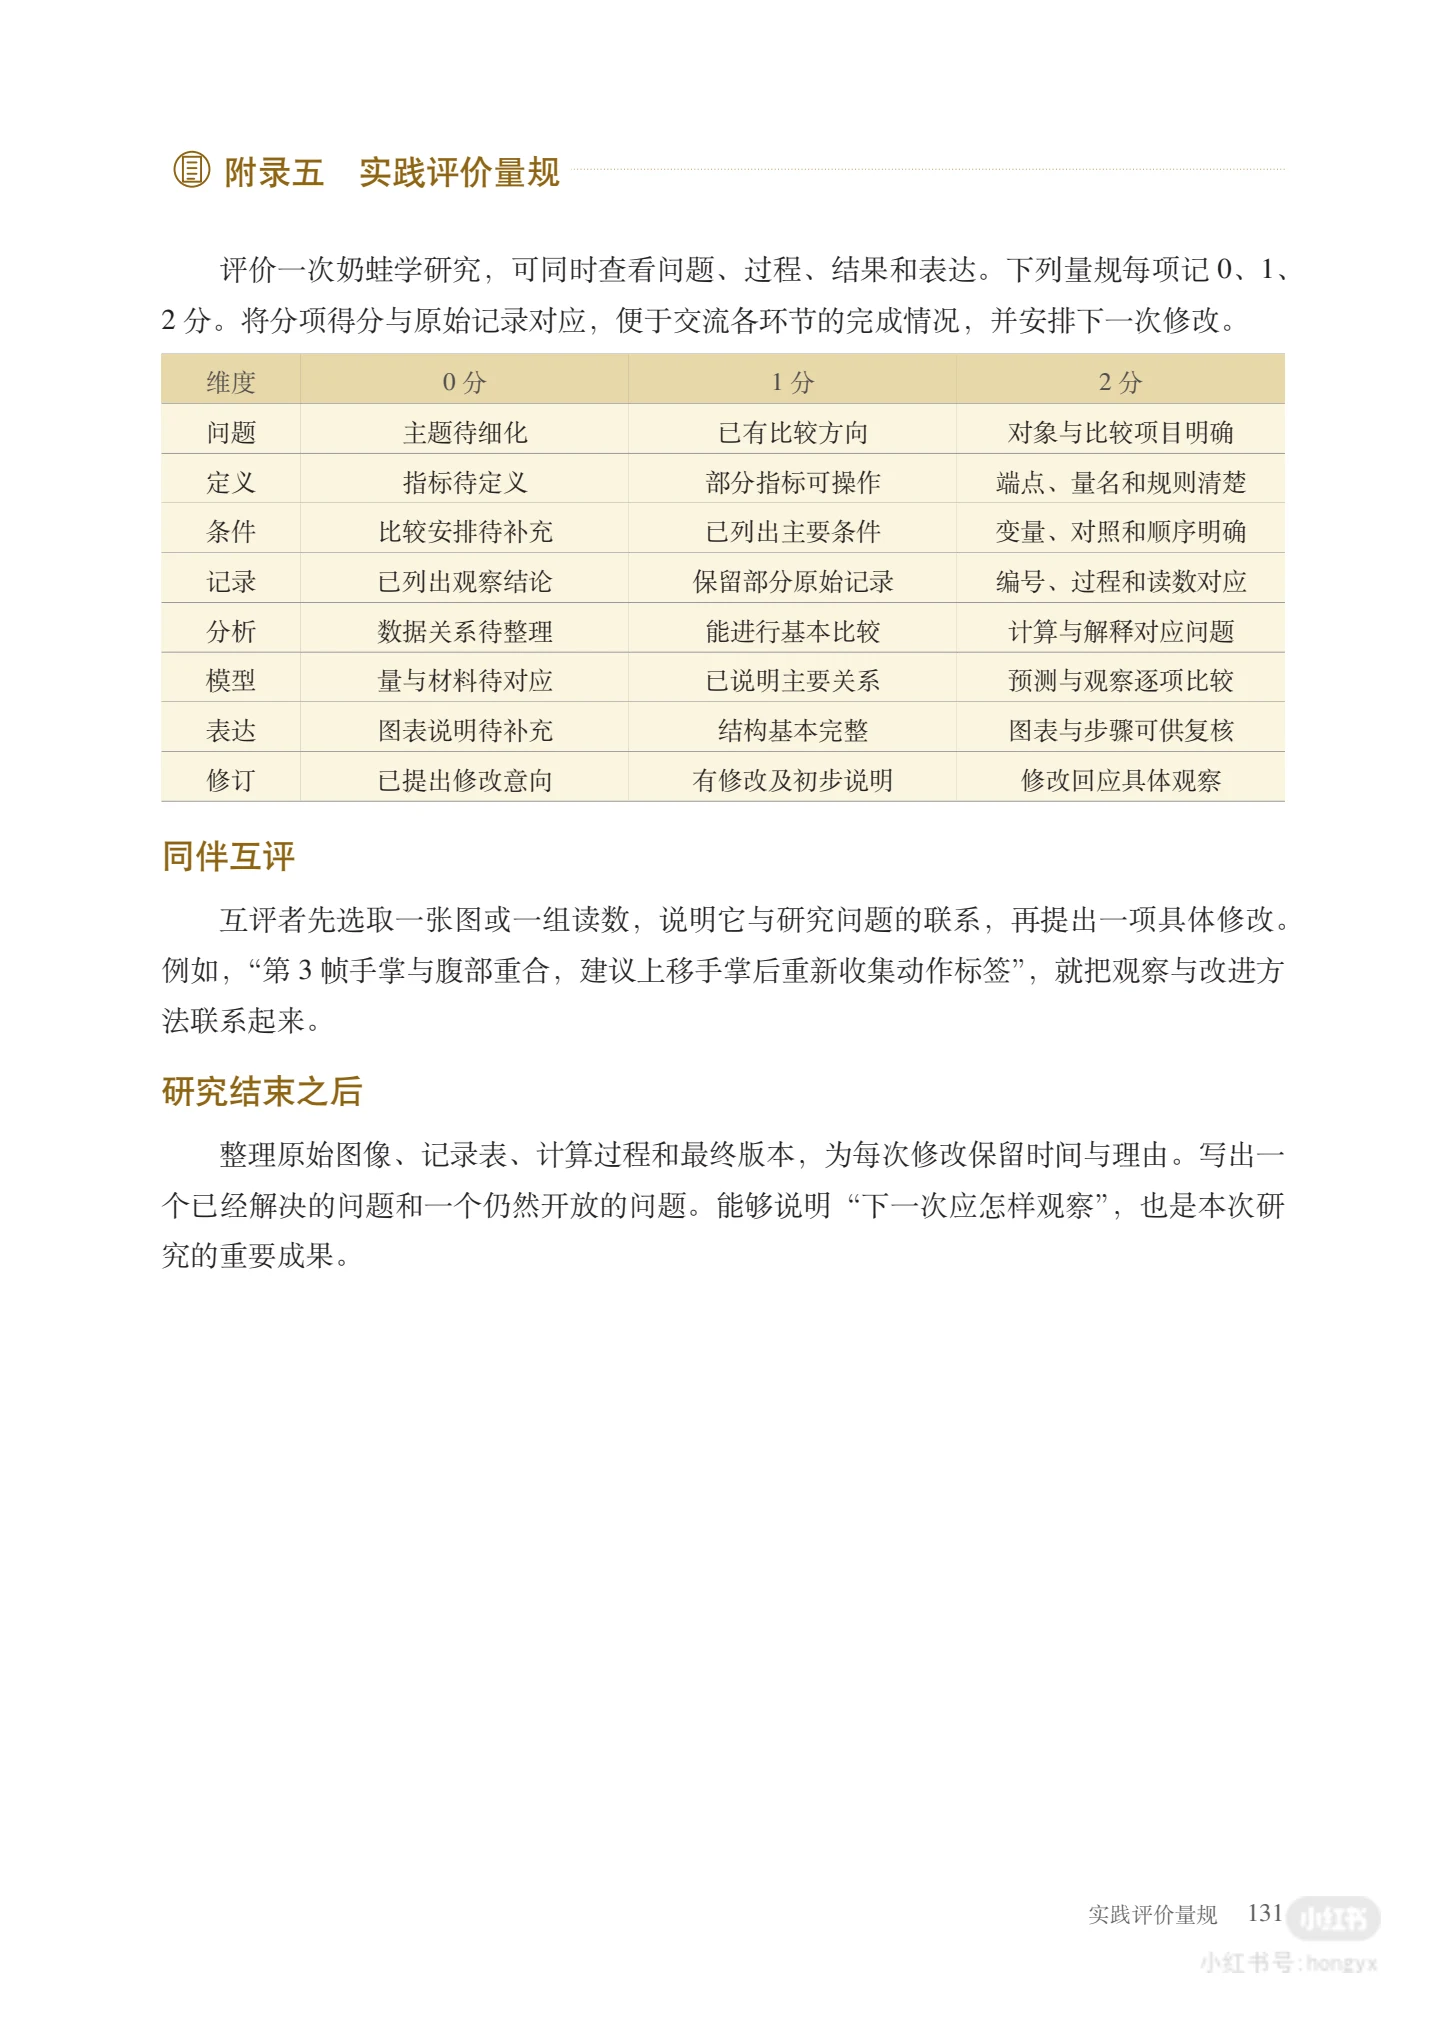 附录五　实践评价量规
评价一次奶蛙学研究，可同时查看问题、过程、结果和表达。下列量规每项记 0、1、
2 分。将分项得分与原始记录对应，便于交流各环节的完成情况，并安排下一次修改。
维度 0 分 1 分 2 分
问题 主题待细化 已有比较方向 对象与比较项目明确
定义 指标待定义 部分指标可操作 端点、量名和规则清楚
条件 比较安排待补充 已列出主要条件 变量、对照和顺序明确
记录 已列出观察结论 保留部分原始记录 编号、过程和读数对应
分析 数据关系待整理 能进行基本比较 计算与解释对应问题
模型 量与材料待对应 已说明主要关系 预测与观察逐项比较
表达 图表说明待补充 结构基本完整 图表与步骤可供复核
修订 已提出修改意向 有修改及初步说明 修改回应具体观察
同伴互评
互评者先选取一张图或一组读数，说明它与研究问题的联系，再提出一项具体修改。
例如，“第 3 帧手掌与腹部重合，建议上移手掌后重新收集动作标签”，就把观察与改进方
法联系起来。
研究结束之后
整理原始图像、记录表、计算过程和最终版本，为每次修改保留时间与理由。写出一
个已经解决的问题和一个仍然开放的问题。能够说明“下一次应怎样观察”，也是本次研
究的重要成果。
实践评价量规 131
小红书
小红书号:hongyx